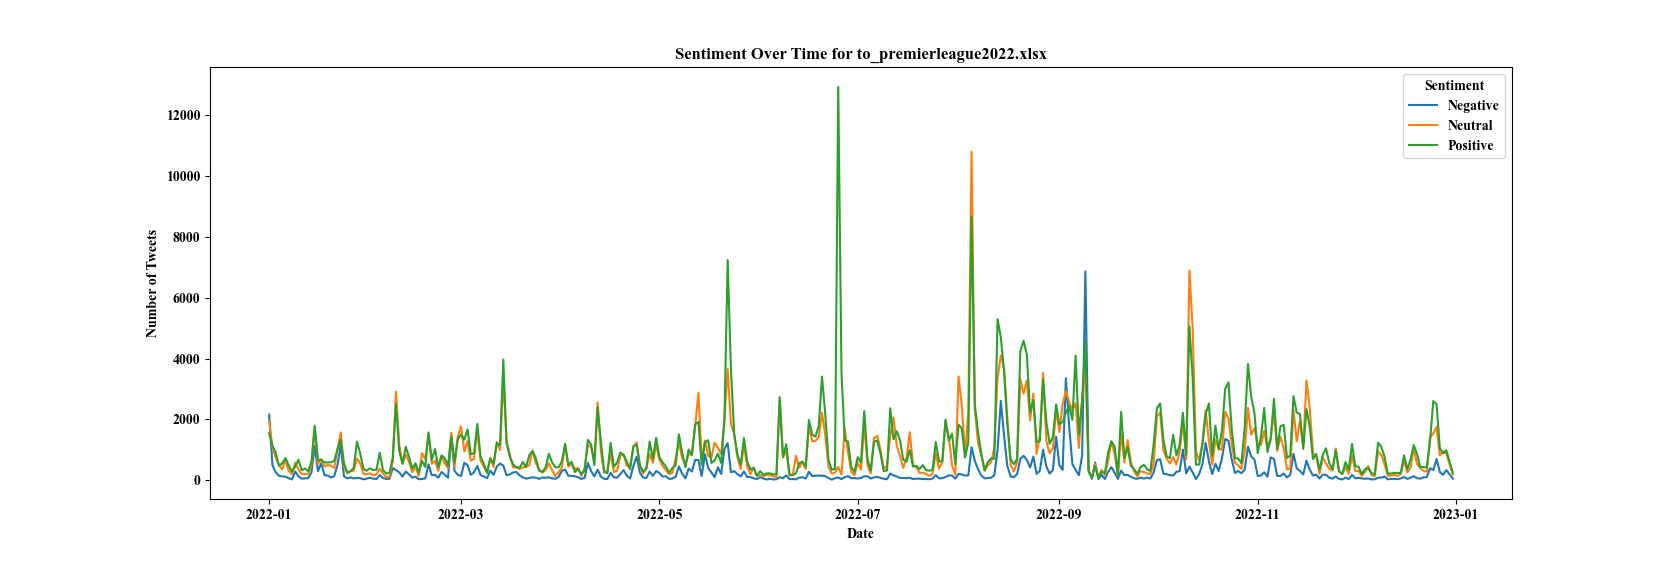 Sentiment Over Time for to_premierleague2022.xlsx
Sentiment
Negative
Neutral
Positive
Number of Tweets
12000
10000
8000
6000
4000
2000
0
2022-01 2022-03 2022-05 2022-07 2022-09 2022-11 2023-01
Date